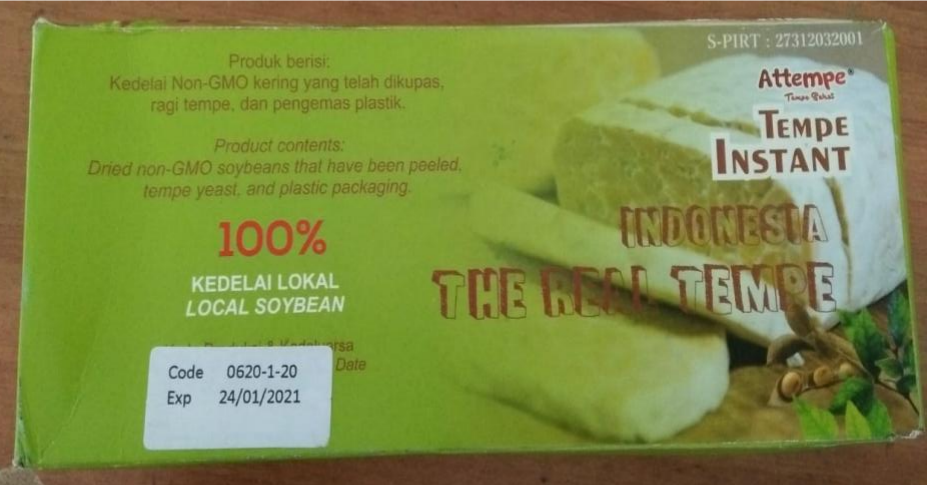 S-PIRT : 27312032001
Produk berisi:
Kedelai Non-GMO kering yang telah dikupas,
ragi tempe, dan pengemas plastik.
Product contents:
Dried non-GMO soybeans that have been peeled,
tempe yeast, and plastic packaging.
100%
KEDELAI LOKAL
LOCAL SOYBEAN
Date
Code 0620-1-20
Exp 24/01/2021
Attempe®
TEMPE
INSTANT
INDONESIA
THE REAL TEMPE